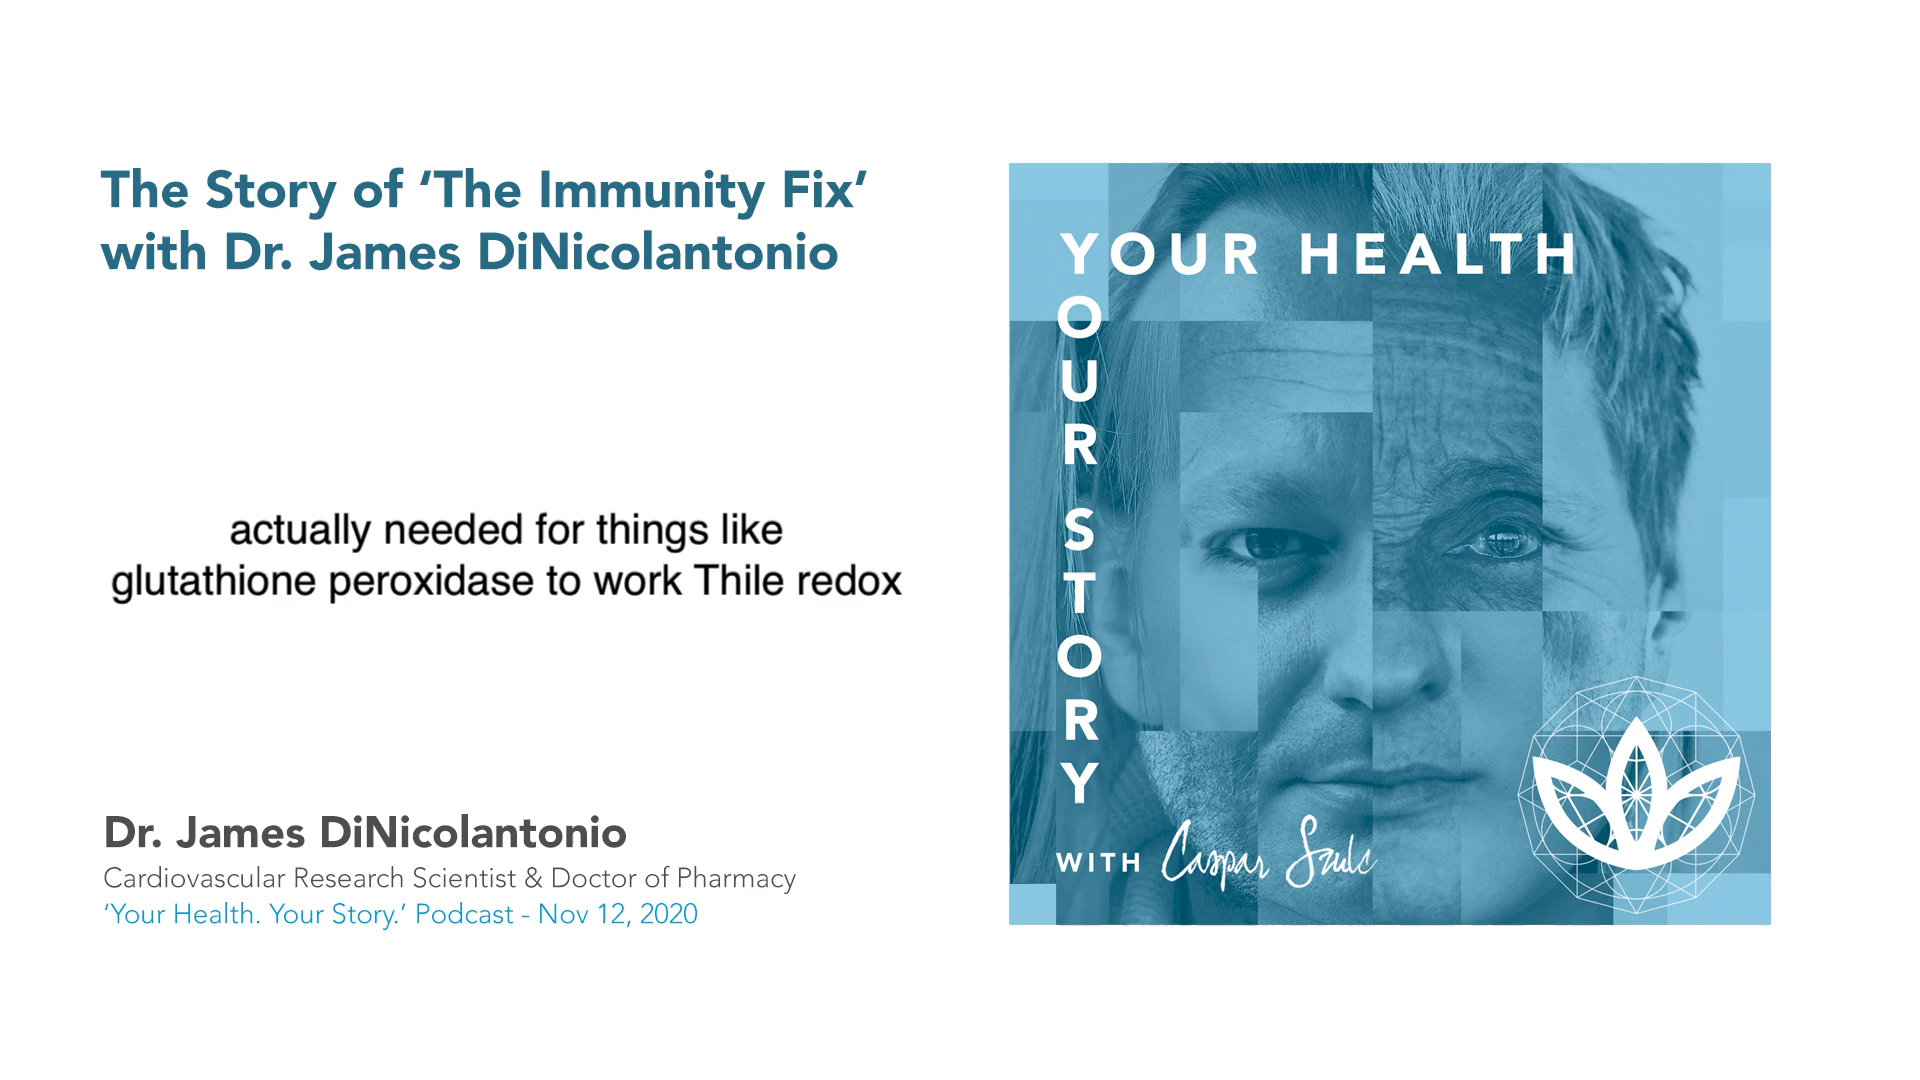 The Story of ‘The Immunity Fix’
with Dr. James DiNicolantonio
actually needed for things like
glutathione peroxidase to work Thile redox
Dr. James DiNicolantonio
Cardiovascular Research Scientist & Doctor of Pharmacy
‘Your Health. Your Story.’ Podcast - Nov 12, 2020
YOUR HEALTH
YOUR STORY
WITH Caspar Szulc